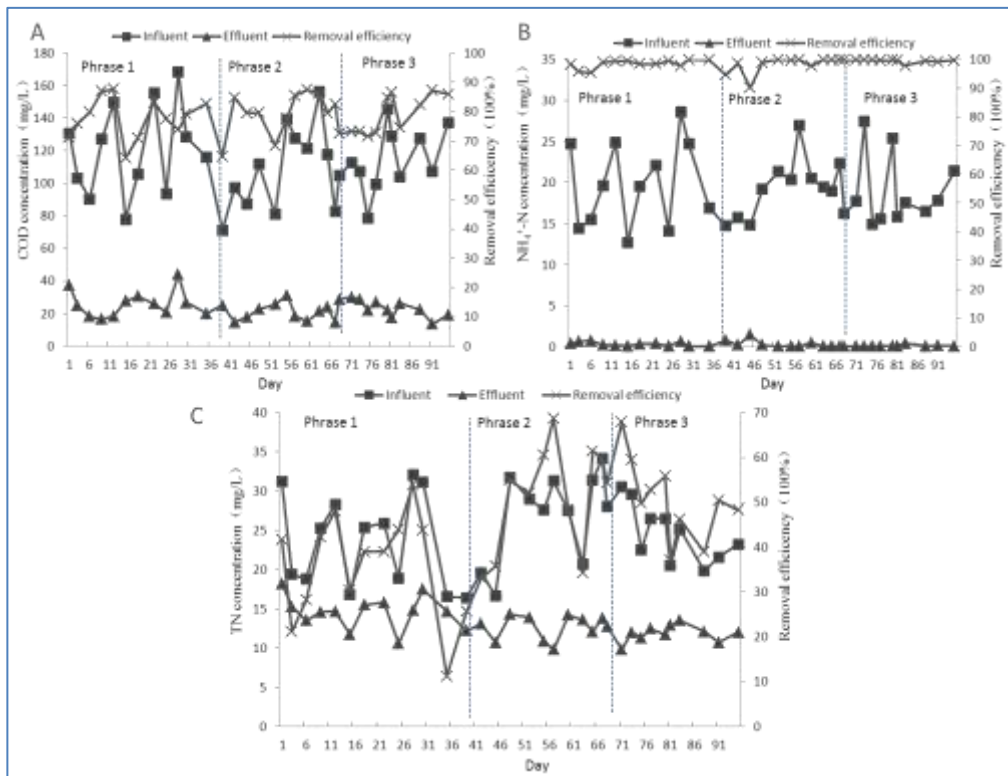 A
Influent Effluent Removal efficiency
Phrase 1 Phrase 2 Phrase 3
COD concentration (mg/L)
180
160
140
120
100
80
60
40
20
0
100
90
80
70
60
50
40
30
20
10
0
Removal efficicency (100%)
1 6 11 16 21 26 31 36 41 46 51 56 61 66 71 76 81 86 91
Day
B
Influent Effluent Removal efficiency
Phrase 1 Phrase 2 Phrase 3
NH₄⁺-N concentration (mg/L)
35
30
25
20
15
10
5
0
100
90
80
70
60
50
40
30
20
10
0
Removal efficicency (100%)
1 6 11 16 21 26 31 36 41 46 51 56 61 66 71 76 81 86 91
Day
C
Influent Effluent Removal efficiency
Phrase 1 Phrase 2 Phrase 3
TN concentration (mg/L)
40
35
30
25
20
15
10
5
0
70
60
50
40
30
20
10
0
Removal efficicency (100%)
1 6 11 16 21 26 31 36 41 46 51 56 61 66 71 76 81 86 91
Day